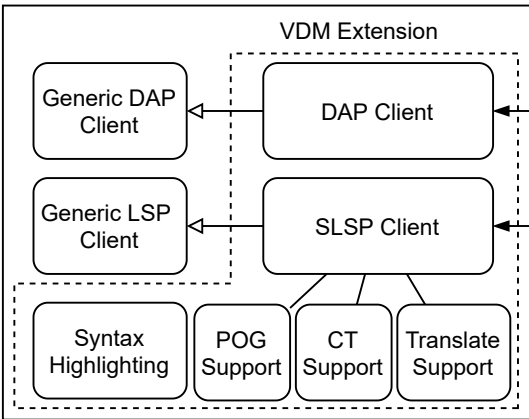 VDM Extension
Generic DAP
Client
DAP Client
Generic LSP
Client
SLSP Client
Syntax
Highlighting
POG
Support
CT
Support
Translate
Support